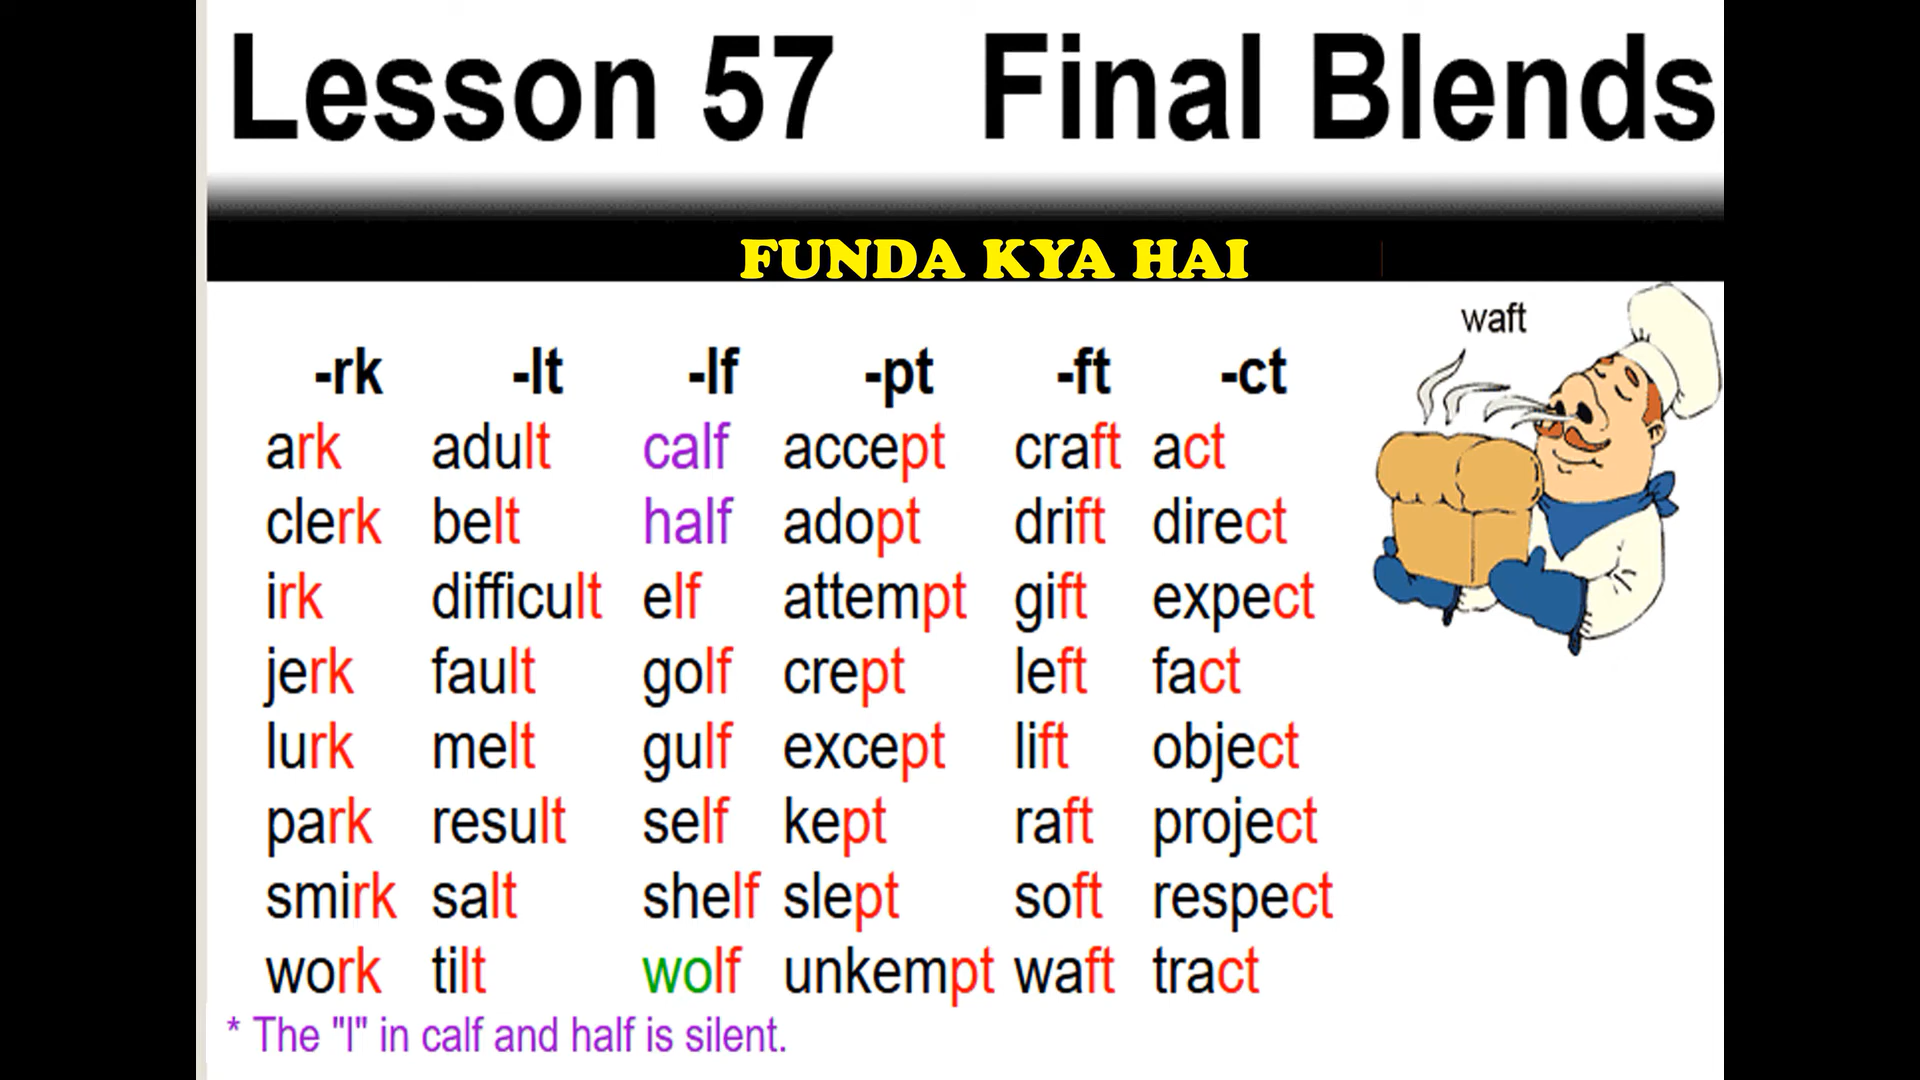 Lesson 57 Final Blends
FUNDA KYA HAI
waft
-rk -lt -lf -pt -ft -ct
ark adult calf accept craft act
clerk belt half adopt drift direct
irk difficult elf attempt gift expect
jerk fault golf crept left fact
lurk melt gulf except lift object
park result self kept raft project
smirk salt shelf slept soft respect
work tilt wolf unkempt waft tract
* The "l" in calf and half is silent.